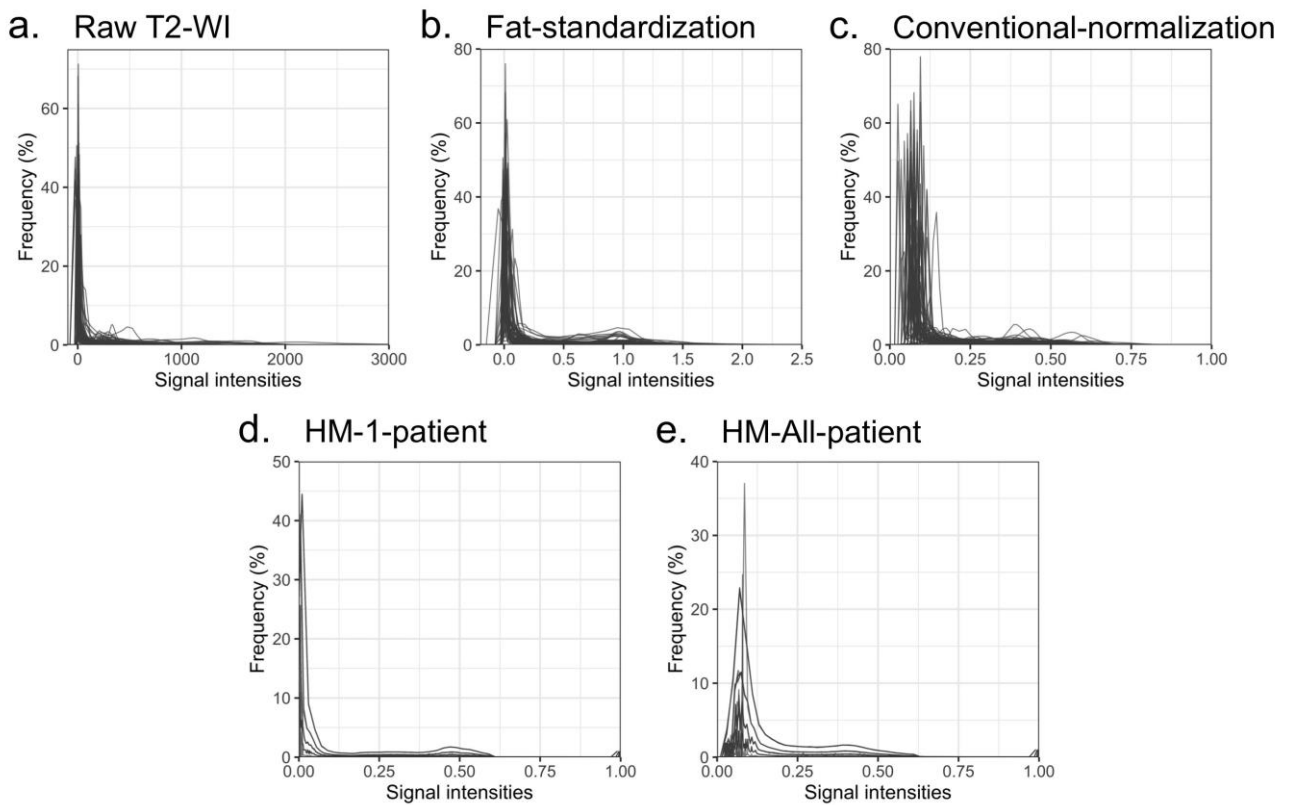 a. Raw T2-WI
b. Fat-standardization
c. Conventional-normalization
Frequency (%)
60
40
20
0
0 1000 2000 3000
Signal intensities
Frequency (%)
80
60
40
20
0
0.0 0.5 1.0 1.5 2.0 2.5
Signal intensities
Frequency (%)
80
60
40
20
0
0.00 0.25 0.50 0.75 1.00
Signal intensities
d. HM-1-patient
e. HM-All-patient
Frequency (%)
50
40
30
20
10
0
0.00 0.25 0.50 0.75 1.00
Signal intensities
Frequency (%)
40
30
20
10
0
0.00 0.25 0.50 0.75 1.00
Signal intensities